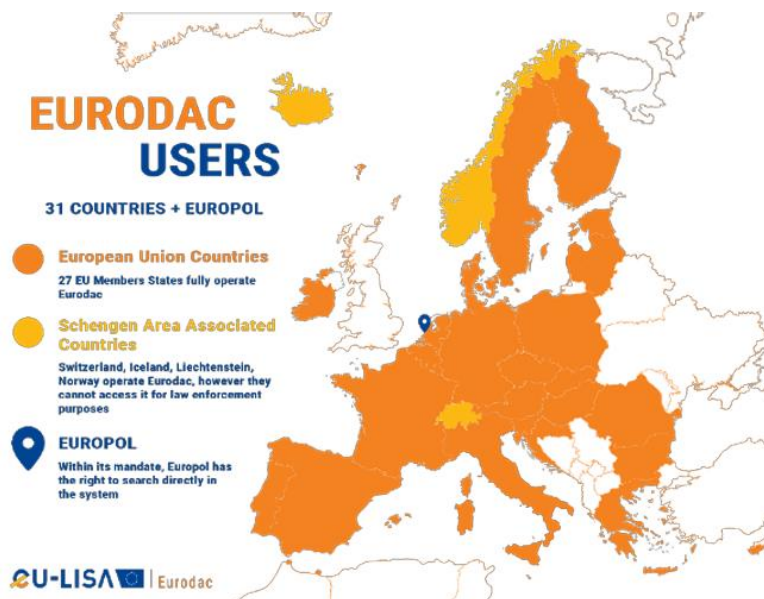 EURODAC
USERS
31 COUNTRIES + EUROPOL
European Union Countries
27 EU Members States fully operate
Eurodac
Schengen Area Associated
Countries
Switzerland, Iceland, Liechtenstein,
Norway operate Eurodac, however they
cannot access it for law enforcement
purposes
EUROPOL
Within its mandate, Europol has
the right to search directly in
the system
eU-LISA | Eurodac